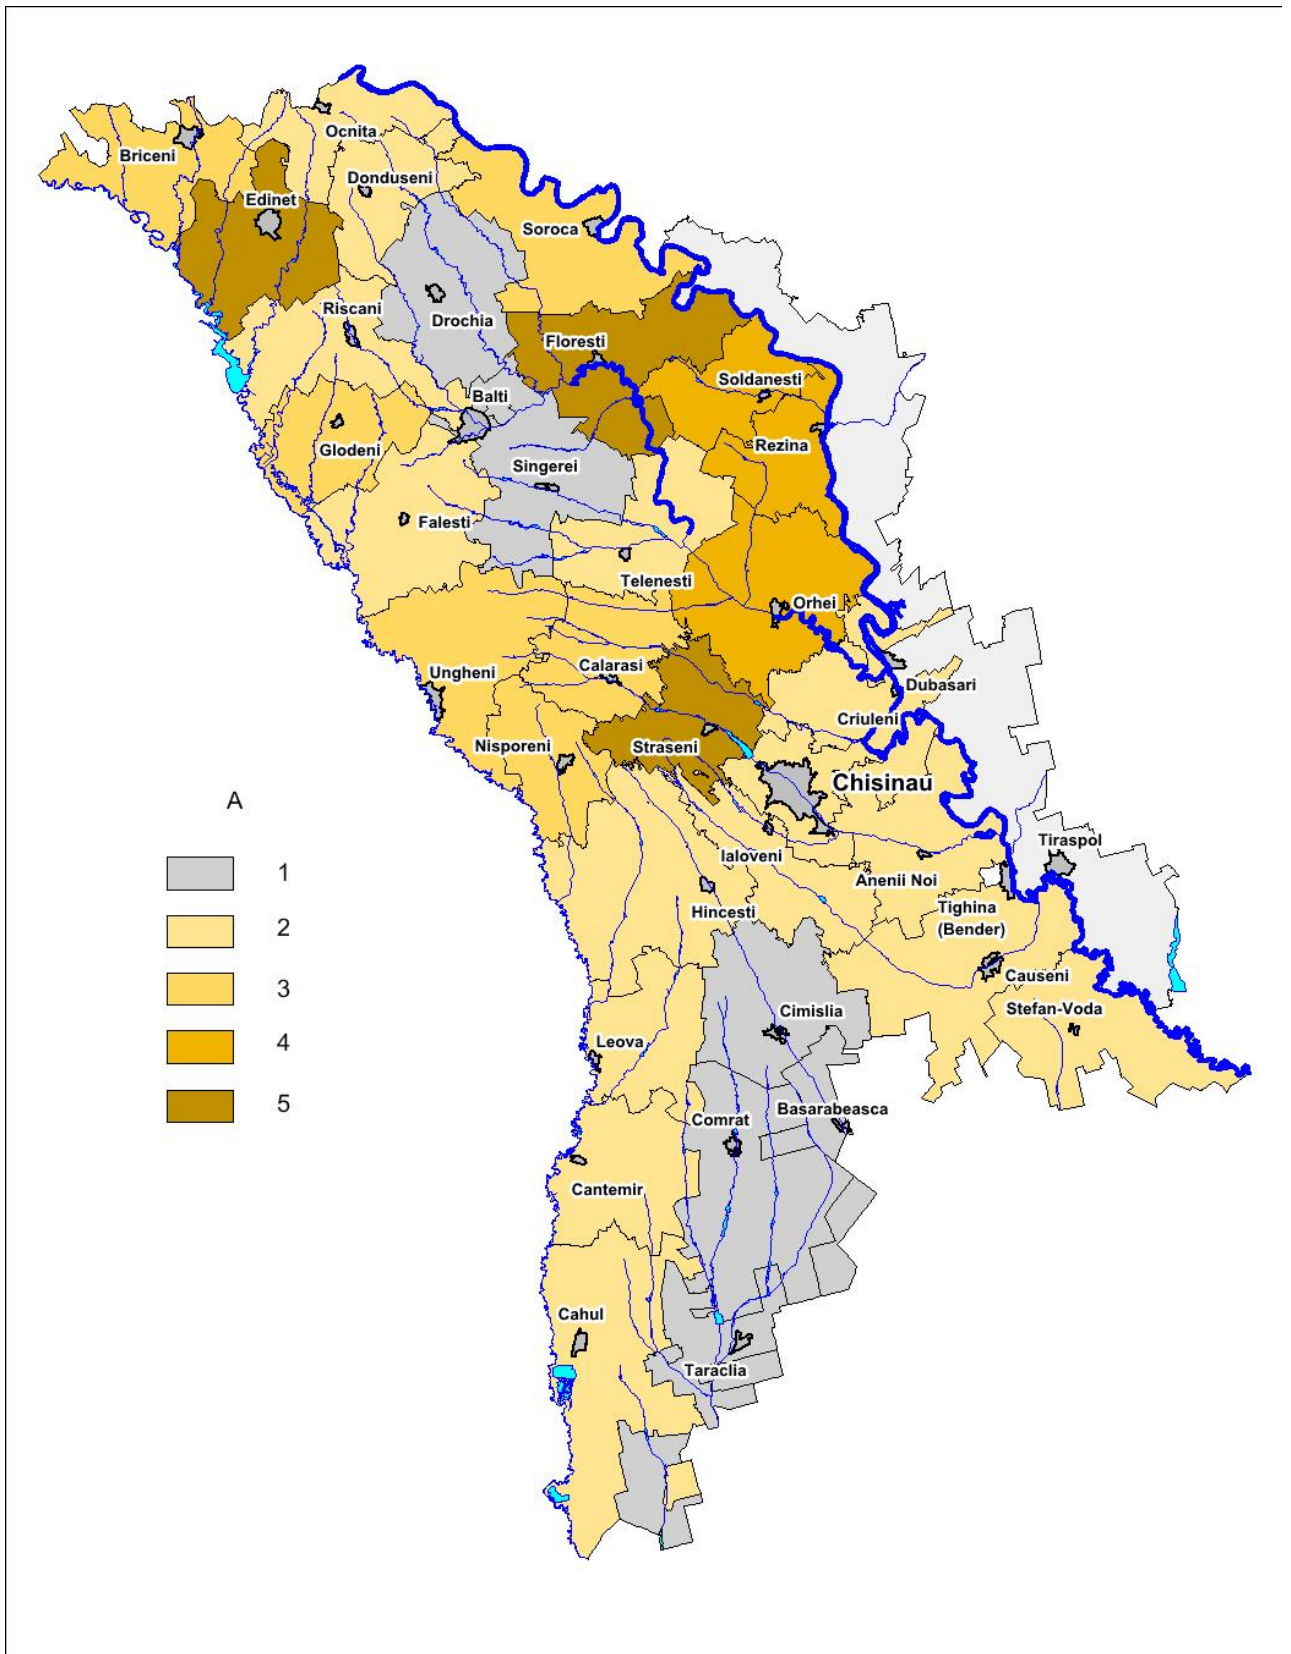 Ocnita
Briceni
Donduseni
Edinet
Soroca
Riscani
Drochia
Floresti
Soldanesti
Balti
Rezina
Glodeni
Singerei
Falesti
Telenesti
Orhei
Calarasi
Ungheni
Dubasari
Criuleni
Nisporeni
Straseni
Chisinau
A
Tiraspol
Ialoveni
1
Anenii Noi
Hincesti
Tighina
(Bender)
2
Causeni
3
Cimislia
Stefan-Voda
Leova
4
5
Basarabeasca
Comrat
Cantemir
Cahul
Taraclia